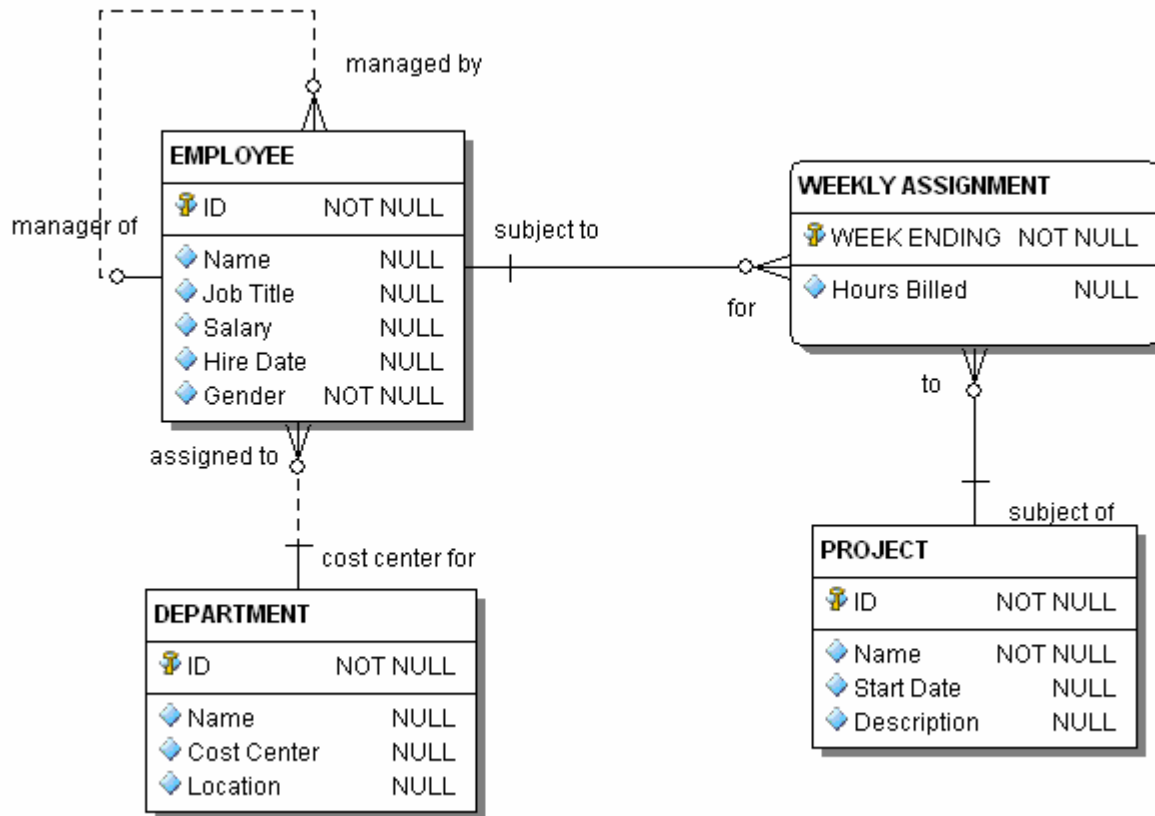 managed by
EMPLOYEE
ID NOT NULL
manager of
Name NULL
Job Title NULL
Salary NULL
Hire Date NULL
Gender NOT NULL
subject to
WEEKLY ASSIGNMENT
WEEK ENDING NOT NULL
Hours Billed NULL
for
to
assigned to
cost center for
subject of
DEPARTMENT
ID NOT NULL
Name NULL
Cost Center NULL
Location NULL
PROJECT
ID NOT NULL
Name NOT NULL
Start Date NULL
Description NULL